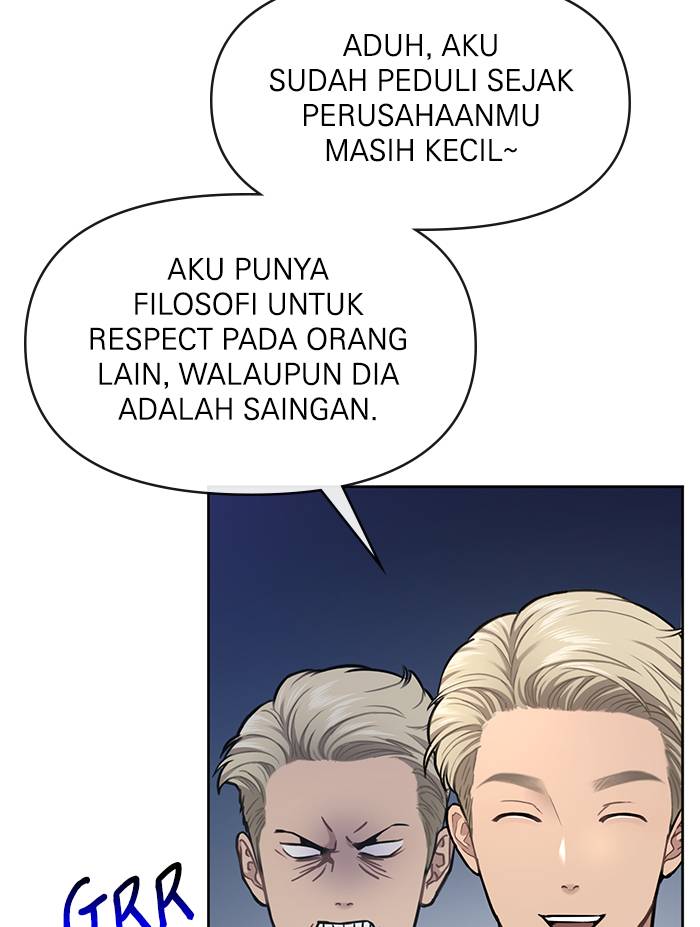 ADUH, AKU
SUDAH PEDULI SEJAK
PERUSAHAANMU
MASIH KECIL~
AKU PUNYA
FILOSOFI UNTUK
RESPECT PADA ORANG
LAIN, WALAUPUN DIA
ADALAH SAINGAN.
GRR